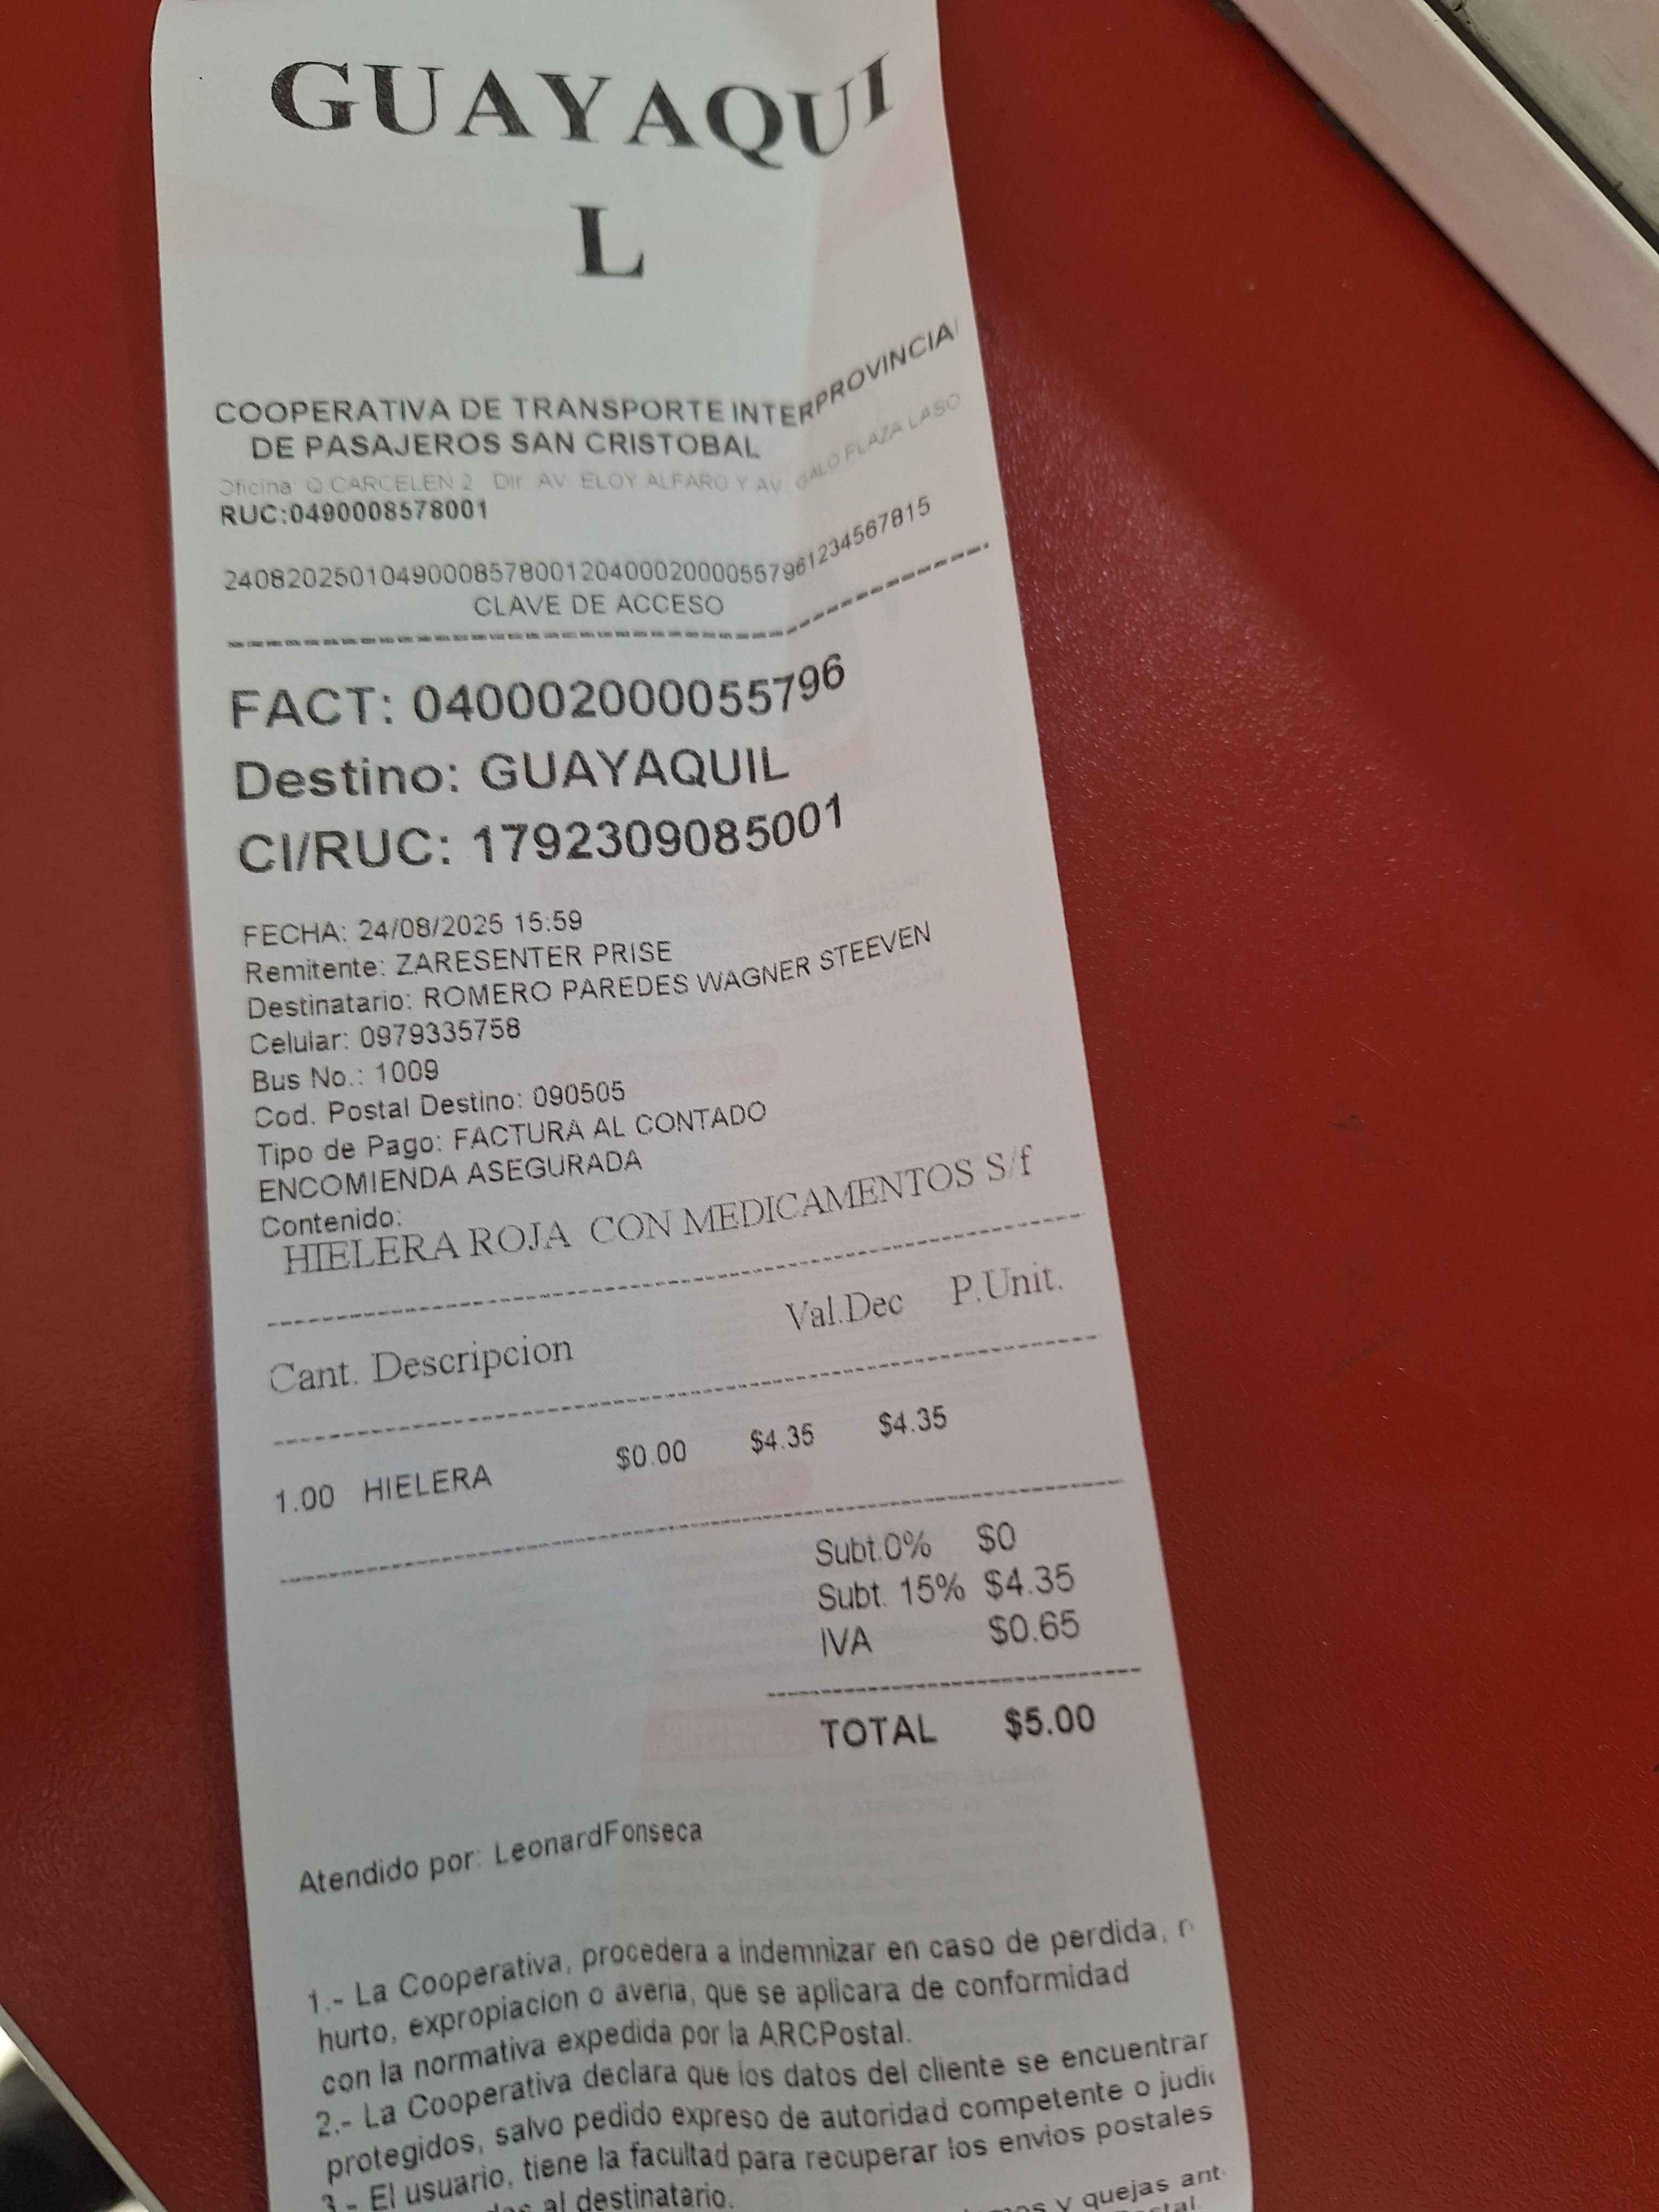 GUAYAQUI
L
COOPERATIVA DE TRANSPORTE INTERPROVINCIAL
DE PASAJEROS SAN CRISTOBAL
Oficina: Q.CARCELEN 2 Dir: AV. ELOY ALFARO Y AV. GALO PLAZA LASO
RUC:0490008578001
2408202501049000857800120400020000557961234567815
CLAVE DE ACCESO
FACT: 040002000055796
Destino: GUAYAQUIL
CI/RUC: 1792309085001
FECHA: 24/08/2025 15:59
Remitente: ZARESENTER PRISE
Destinatario: ROMERO PAREDES WAGNER STEEVEN
Celular: 0979335758
Bus No.: 1009
Cod. Postal Destino: 090505
Tipo de Pago: FACTURA AL CONTADO
ENCOMIENDA ASEGURADA
Contenido:
HIELERA ROJA CON MEDICAMENTOS S/f
Cant. Descripcion Val.Dec P.Unit.
1.00 HIELERA $0.00 $4.35 $4.35
Subt.0% $0
Subt. 15% $4.35
IVA $0.65
TOTAL $5.00
Atendido por: LeonardFonseca
1.- La Cooperativa, procedera a indemnizar en caso de perdida, r
hurto, expropiacion o averia, que se aplicara de conformidad
con la normativa expedida por la ARCPostal.
2.- La Cooperativa declara que los datos del cliente se encuentrar
protegidos, salvo pedido expreso de autoridad competente o judic
3.- El usuario, tiene la facultad para recuperar los envios postales
al destinatario. y quejas ant